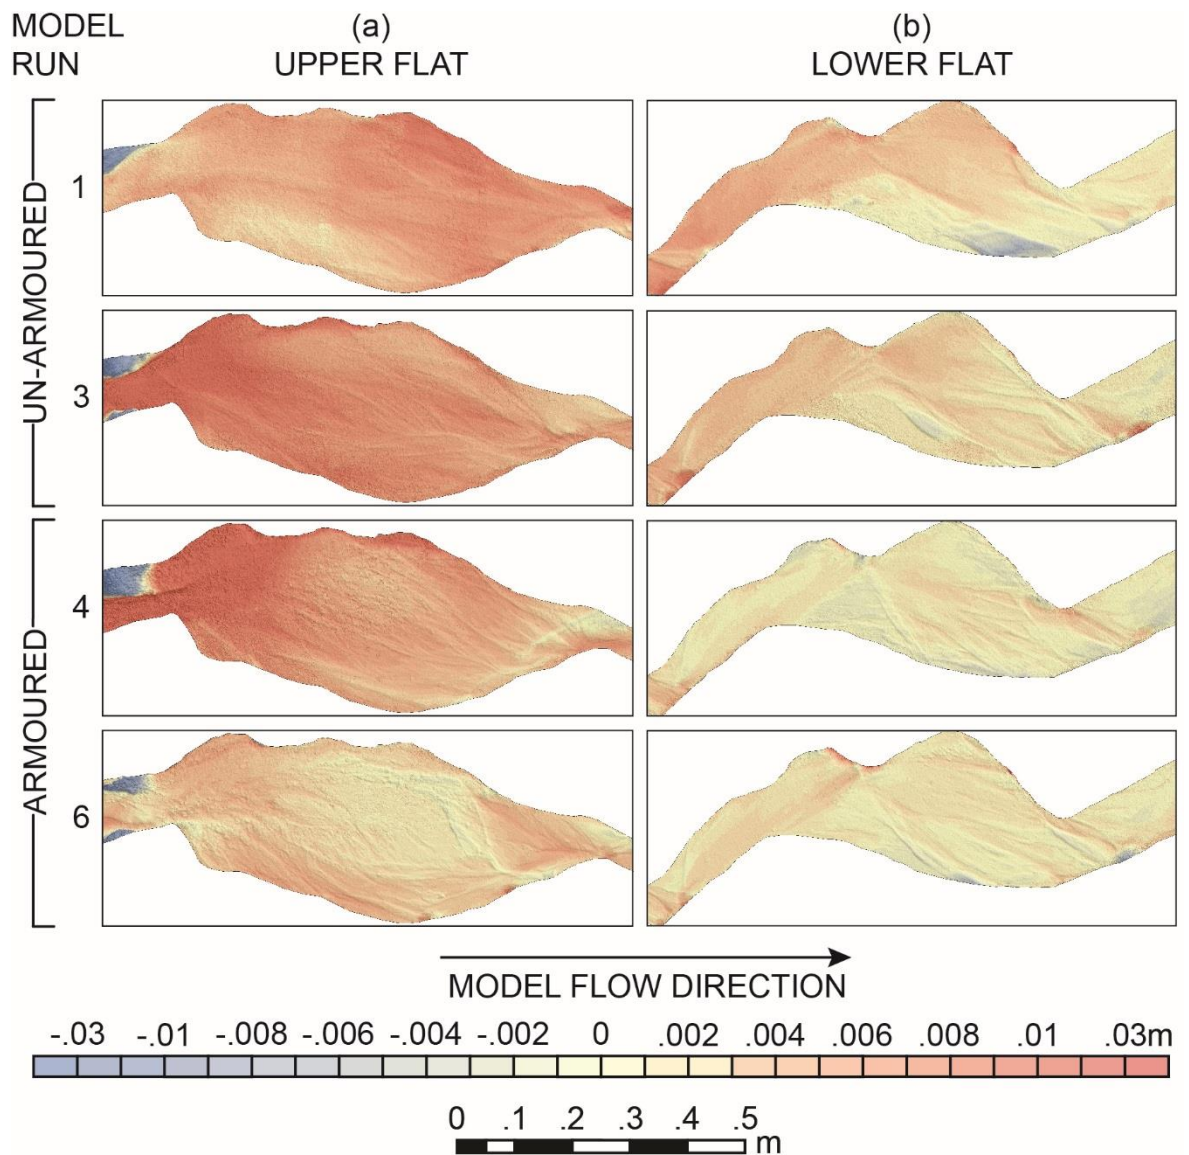 MODEL RUN
(a)
UPPER FLAT
(b)
LOWER FLAT
UN-ARMOURED
1
3
ARMOURED
4
6
MODEL FLOW DIRECTION
-.03 -.01 -.008 -.006 -.004 -.002 0 .002 .004 .006 .008 .01 .03m
0 .1 .2 .3 .4 .5
m